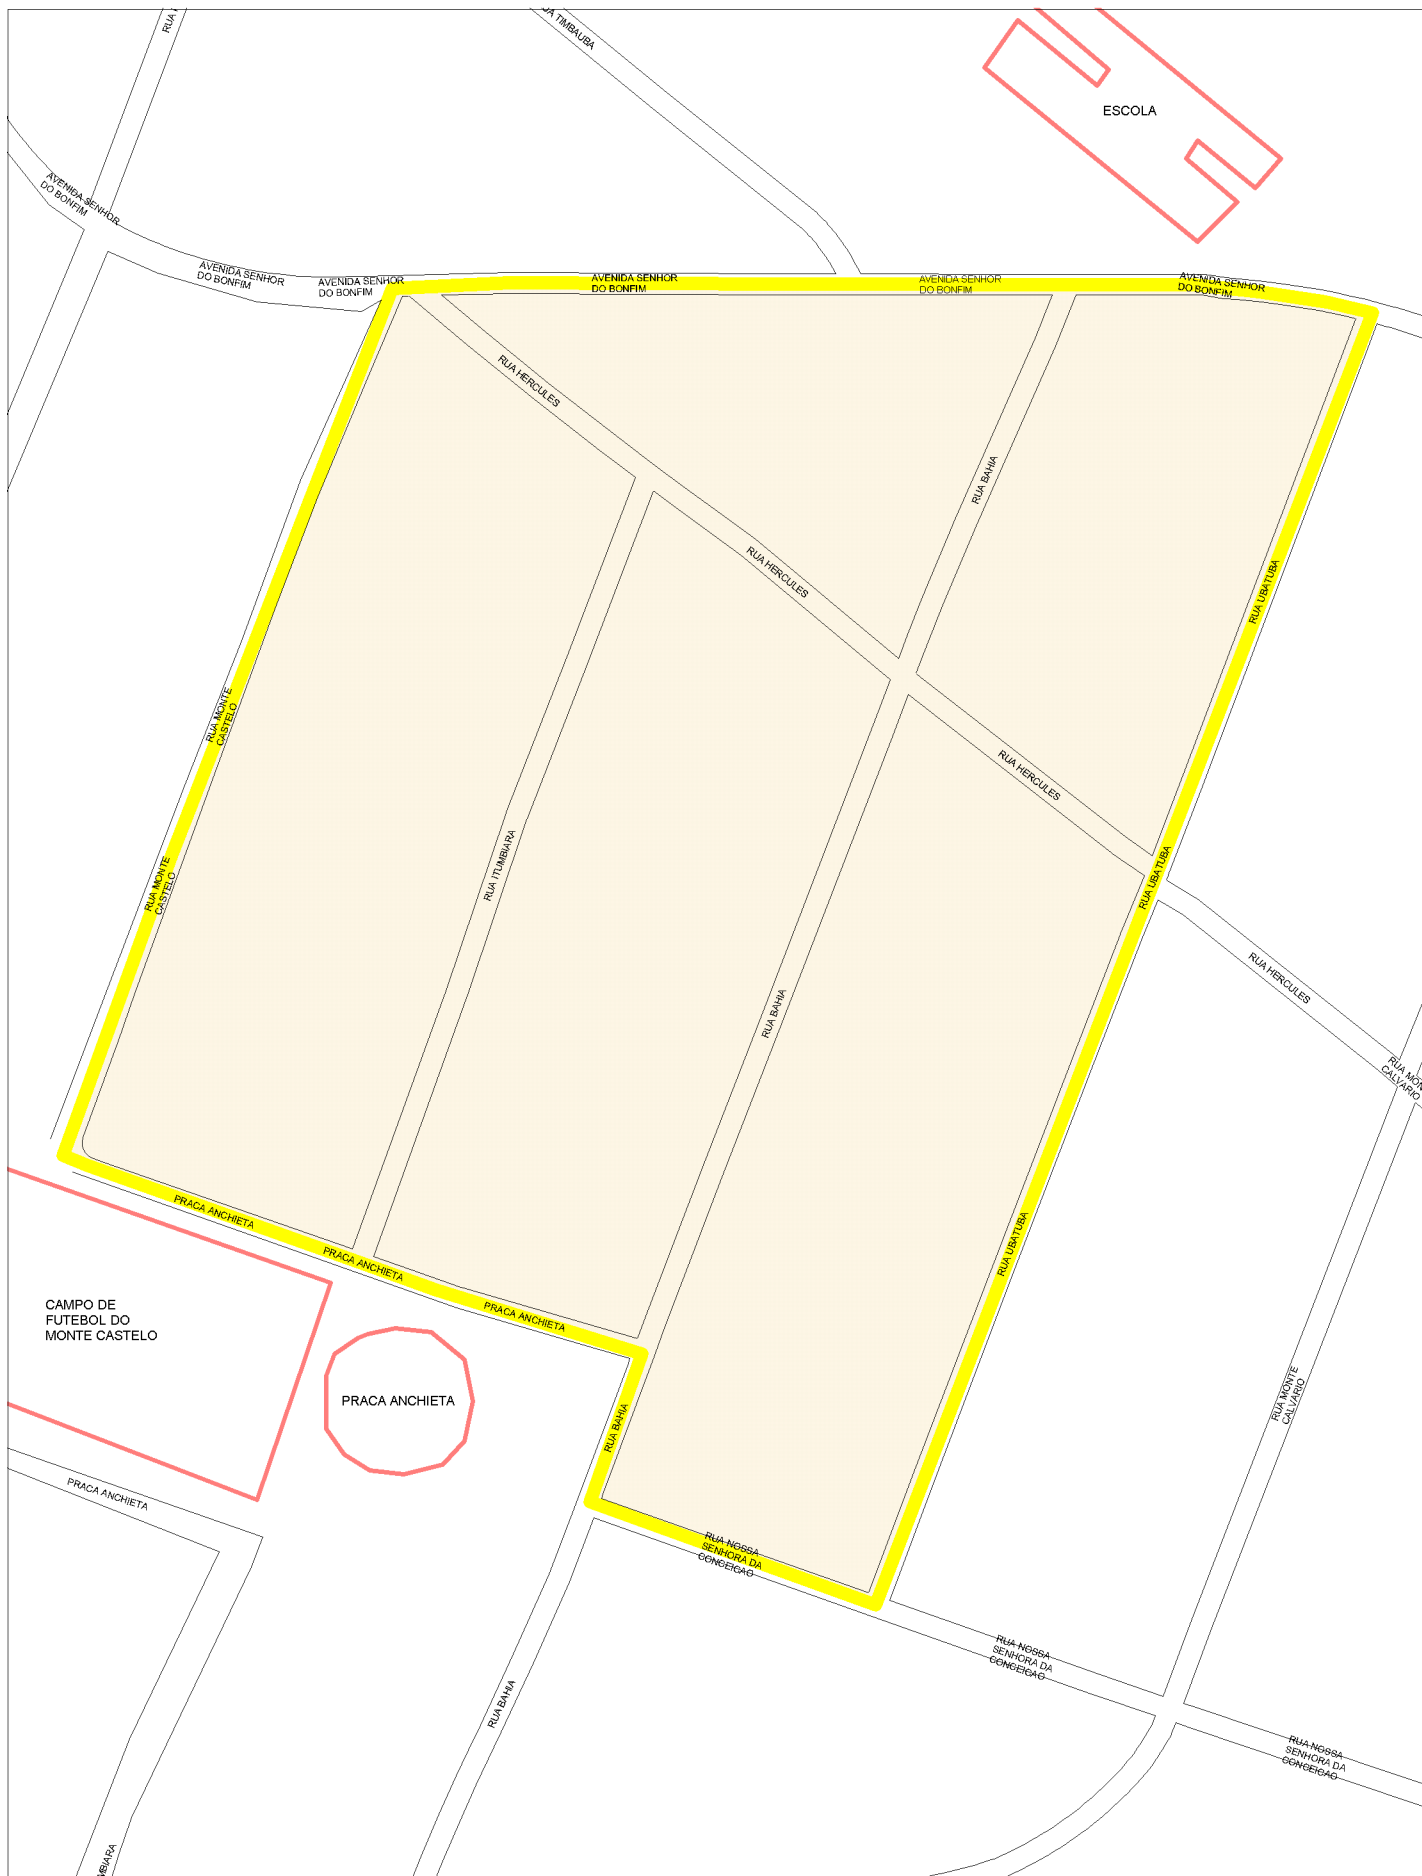 RUA TIMBAUBA
ESCOLA
AVENIDA SENHOR
DO BONFIM
AVENIDA SENHOR
DO BONFIM
AVENIDA SENHOR
DO BONFIM
AVENIDA SENHOR
DO BONFIM
AVENIDA SENHOR
DO BONFIM
AVENIDA SENHOR
DO BONFIM
RUA HERCULES
RUA BAHIA
RUA HERCULES
RUA UBATUBA
RUA MONTE
CASTELO
RUA HERCULES
RUA ITUMBIARA
RUA MONTE
CASTELO
RUA UBATUBA
RUA HERCULES
RUA BAHIA
RUA MON
CALVARIO
PRACA ANCHIETA
PRACA ANCHIETA
RUA UBATUBA
PRACA ANCHIETA
CAMPO DE
FUTEBOL DO
MONTE CASTELO
PRACA ANCHIETA
RUA MONTE
CALVARIO
RUA BAHIA
PRACA ANCHIETA
RUA NOSSA
SENHORA DA
CONCEICAO
RUA NOSSA
SENHORA DA
CONCEICAO
RUA BAHIA
RUA NOSSA
SENHORA DA
CONCEICAO
MBIARA